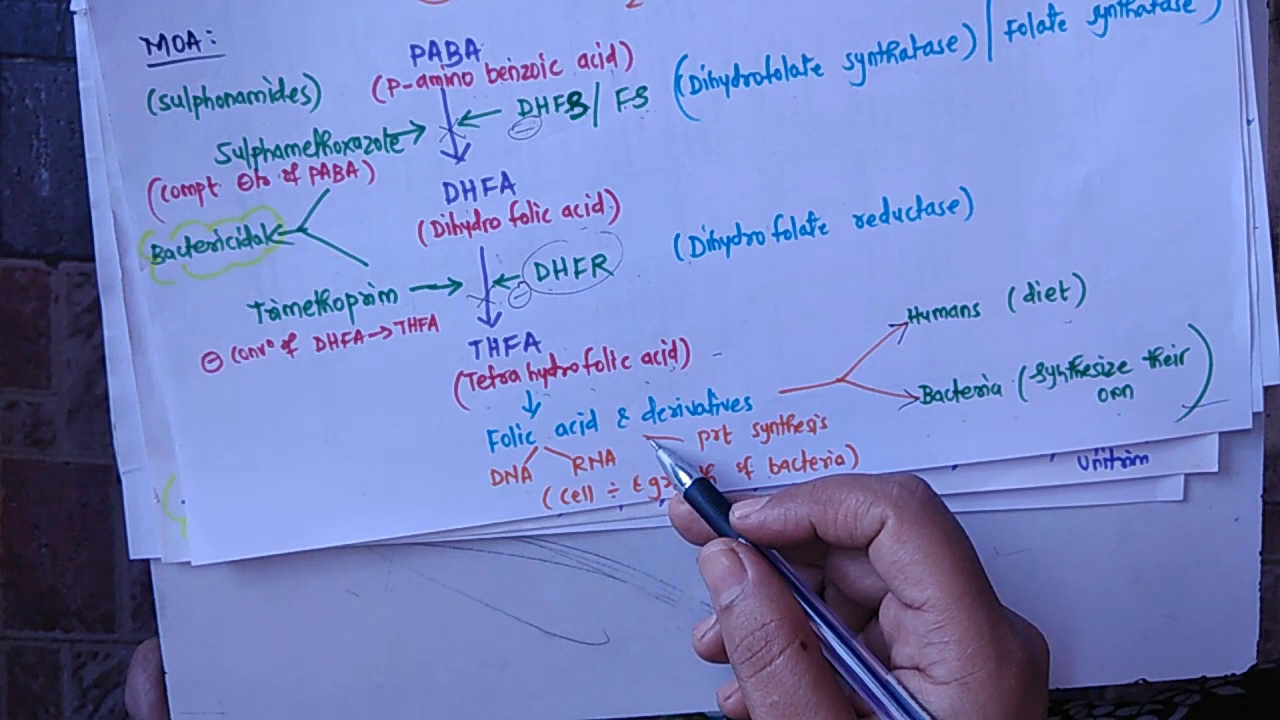 MOA:
PABA
(P-amino benzoic acid)
(Sulphonamides)
DHFS / FS
(Dihydrofolate synthatase) | Folate synthatase)
Sulphamethoxazole
(compt ⊖tr of PABA)
⊖
DHFA
(Dihydro folic acid)
Bactericidal
DHFR
(Dihydro folate reductase)
⊖
Trimethoprim
⊖ convⁿ of DHFA → THFA
THFA
(Tetra hydro folic acid)
Humans (diet)
Bacteria (Synthesize their
own)
Folic acid & derivatives
DNA RNA prt synthesis
(Cell ÷ & of bacteria)